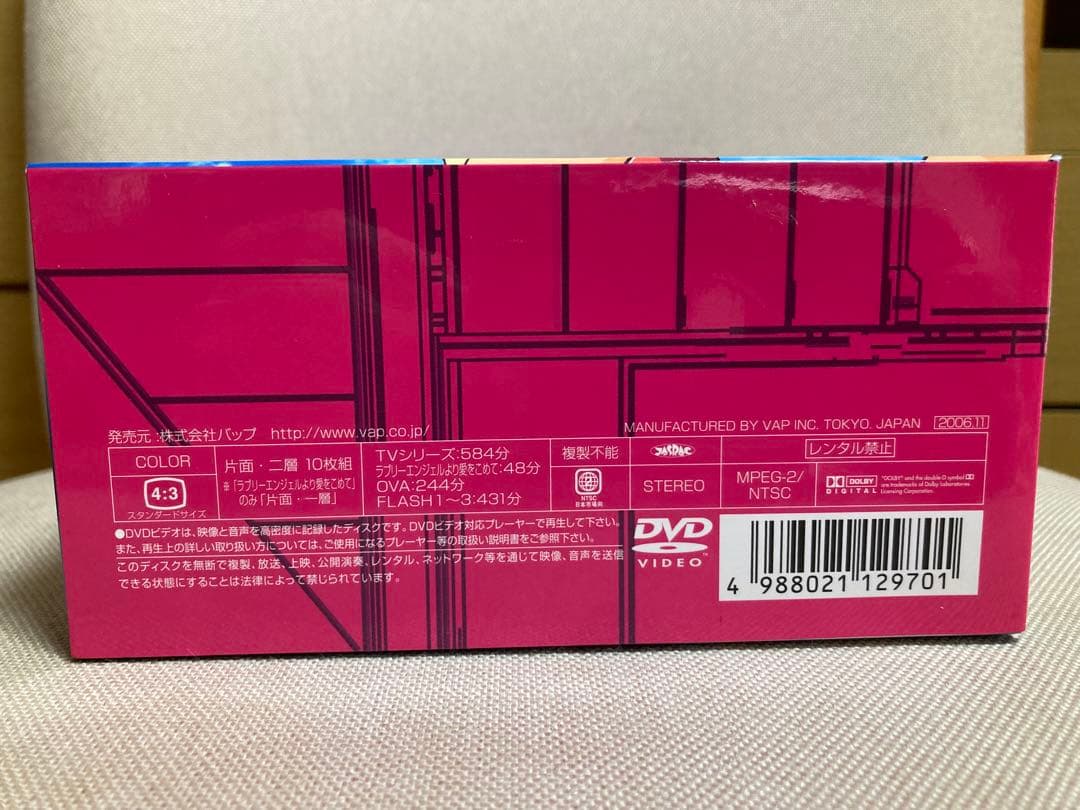 発売元:株式会社バップ http://www.vap.co.jp/
MANUFACTURED BY VAP INC. TOKYO. JAPAN 2006.11
COLOR
4:3
スタンダードサイズ
片面・二層 10枚組
※「ラブリーエンジェルより愛をこめて」
のみ「片面・一層」
TVシリーズ:584分
ラブリーエンジェルより愛をこめて:48分
OVA:244分
FLASH1〜3:431分
複製不能
NTSC
日本市場向
JASRAC
STEREO
レンタル禁止
MPEG-2/
NTSC
DOLBY
DIGITAL
"DOLBY" and the double-D symbol
are trademarks of Dolby Laboratories
Licensing Corporation.
●DVDビデオは、映像と音声を高密度に記録したディスクです。DVDビデオ対応プレーヤーで再生して下さい。
また、再生上の詳しい取り扱い方については、ご使用になるプレーヤー等の取扱い説明書をご参照下さい。
このディスクを無断で複製、放送、上映、公開演奏、レンタル、ネットワーク等を通じて映像、音声を送信
できる状態にすることは法律によって禁じられています。
DVD
VIDEO
TM
4 988021 129701